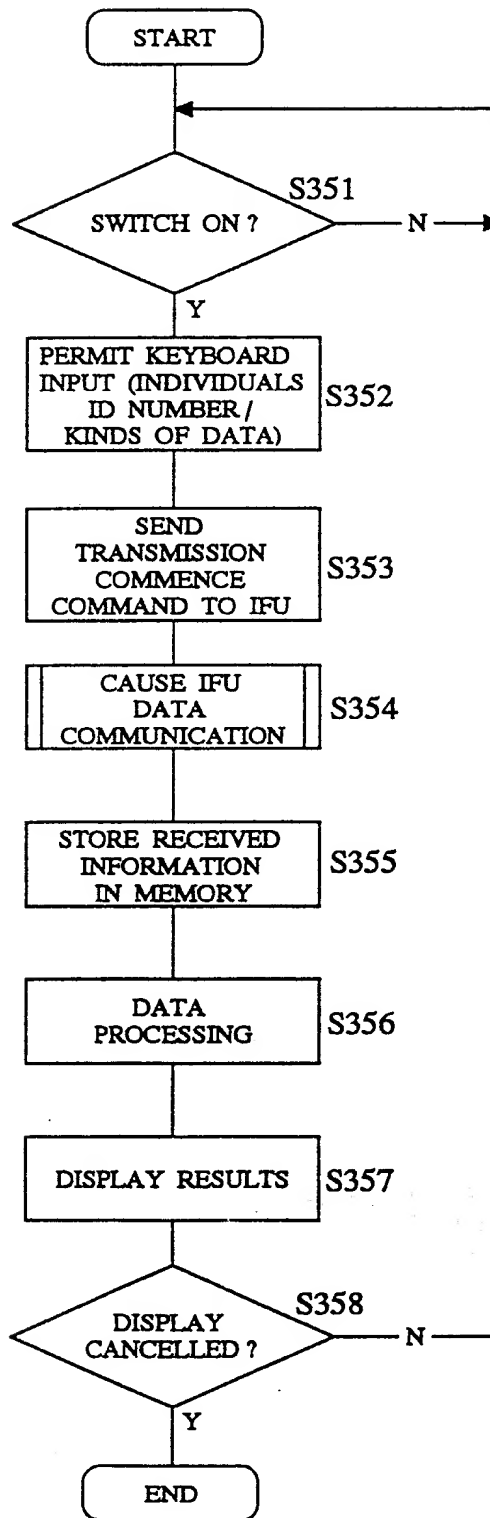 START
S351
SWITCH ON ?
N
Y
PERMIT KEYBOARD
INPUT (INDIVIDUALS
ID NUMBER /
KINDS OF DATA)
S352
SEND
TRANSMISSION
COMMENCE
COMMAND TO IFU
S353
CAUSE IFU
DATA
COMMUNICATION
S354
STORE RECEIVED
INFORMATION
IN MEMORY
S355
DATA
PROCESSING
S356
DISPLAY RESULTS
S357
S358
DISPLAY
CANCELLED ?
N
Y
END